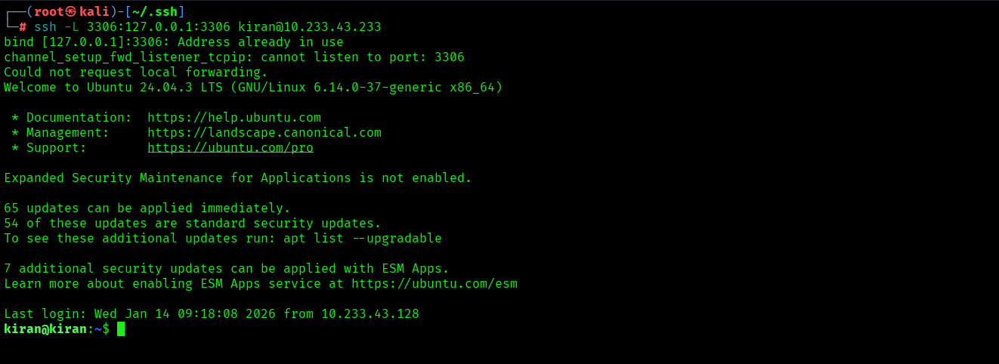 ┌──(root㉿kali)-[~/.ssh]
└─# ssh -L 3306:127.0.0.1:3306 kiran@10.233.43.233
bind [127.0.0.1]:3306: Address already in use
channel_setup_fwd_listener_tcpip: cannot listen to port: 3306
Could not request local forwarding.
Welcome to Ubuntu 24.04.3 LTS (GNU/Linux 6.14.0-37-generic x86_64)

 * Documentation:  https://help.ubuntu.com
 * Management:     https://landscape.canonical.com
 * Support:        https://ubuntu.com/pro

Expanded Security Maintenance for Applications is not enabled.

65 updates can be applied immediately.
54 of these updates are standard security updates.
To see these additional updates run: apt list --upgradable

7 additional security updates can be applied with ESM Apps.
Learn more about enabling ESM Apps service at https://ubuntu.com/esm

Last login: Wed Jan 14 09:18:08 2026 from 10.233.43.128
kiran@kiran:~$